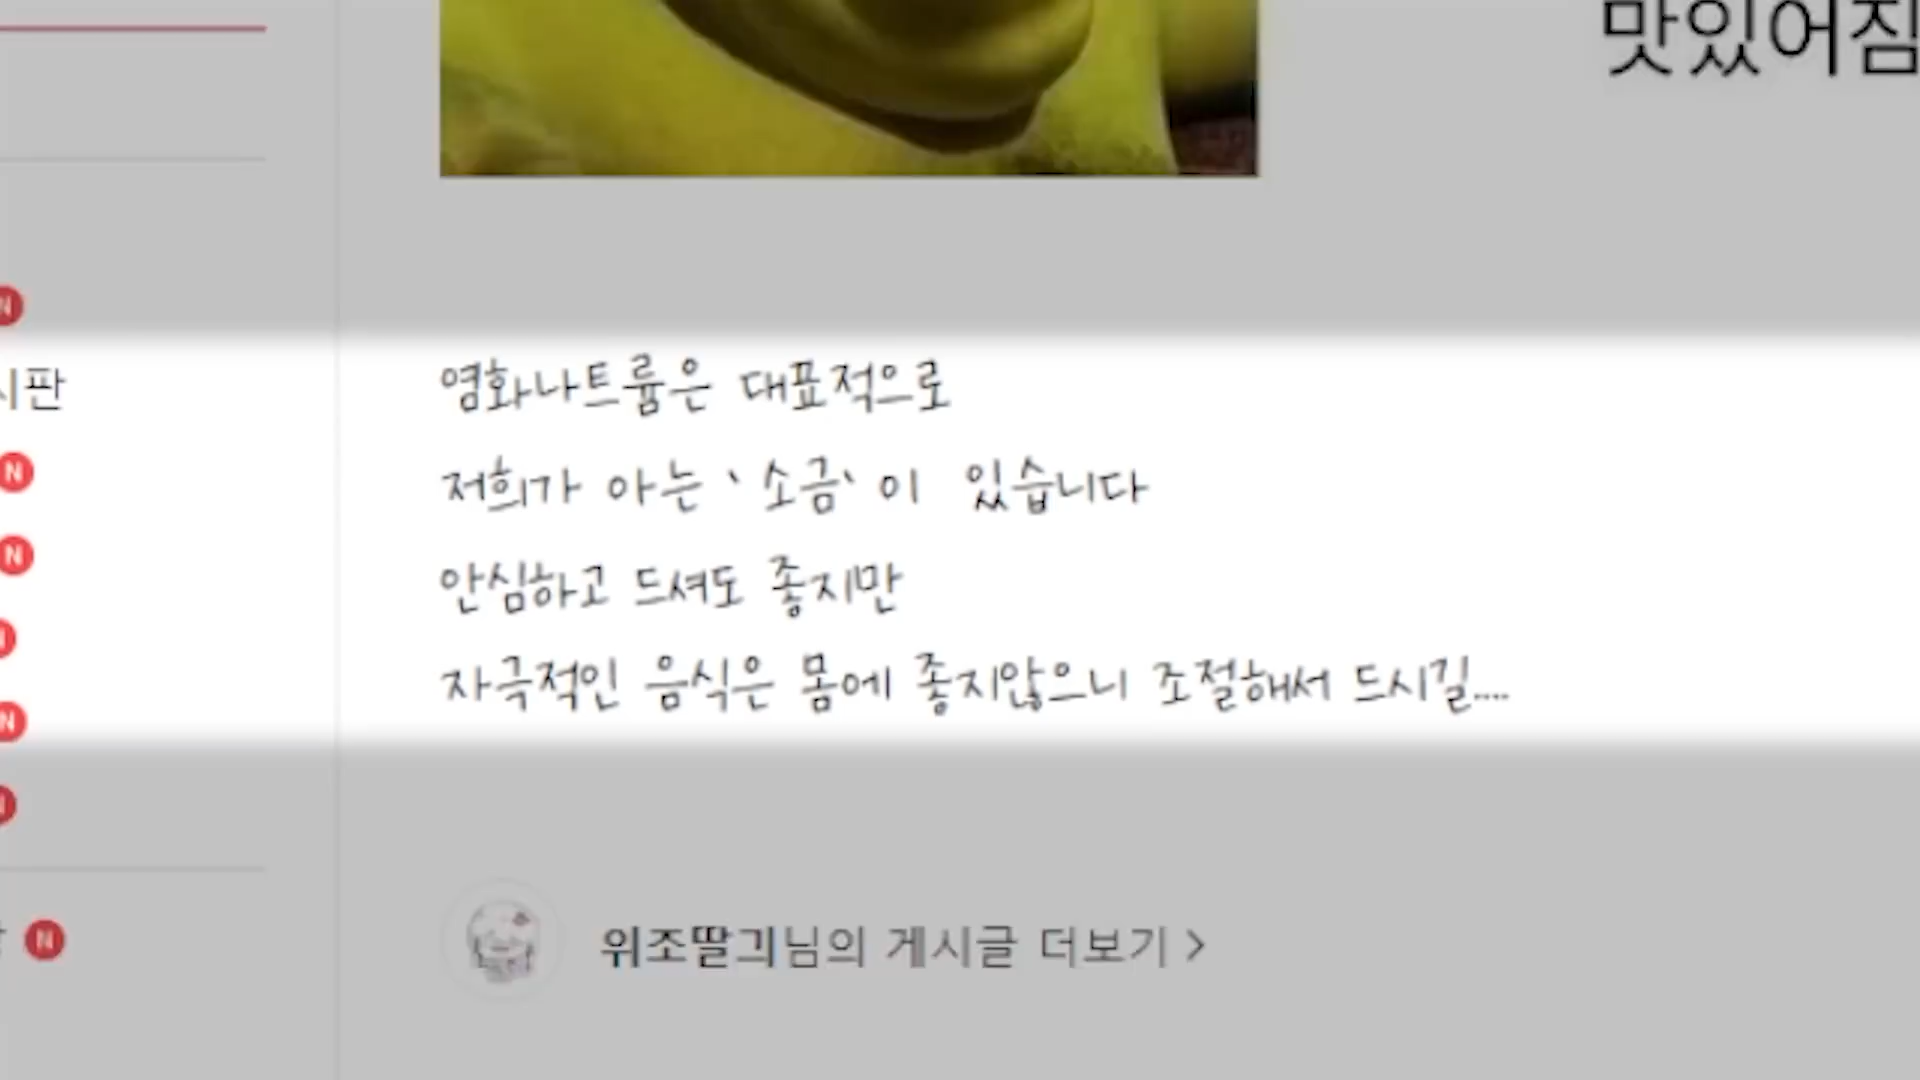 맛있어짐
시판
영화나트륨은 대표적으로
저희가 아는 ` 소금` 이 있습니다
안심하고 드셔도 좋지만
자극적인 음식은 몸에 좋지않으니 조절해서 드시길....
N
N
N
N
위조딸긔님의 게시글 더보기 >
N